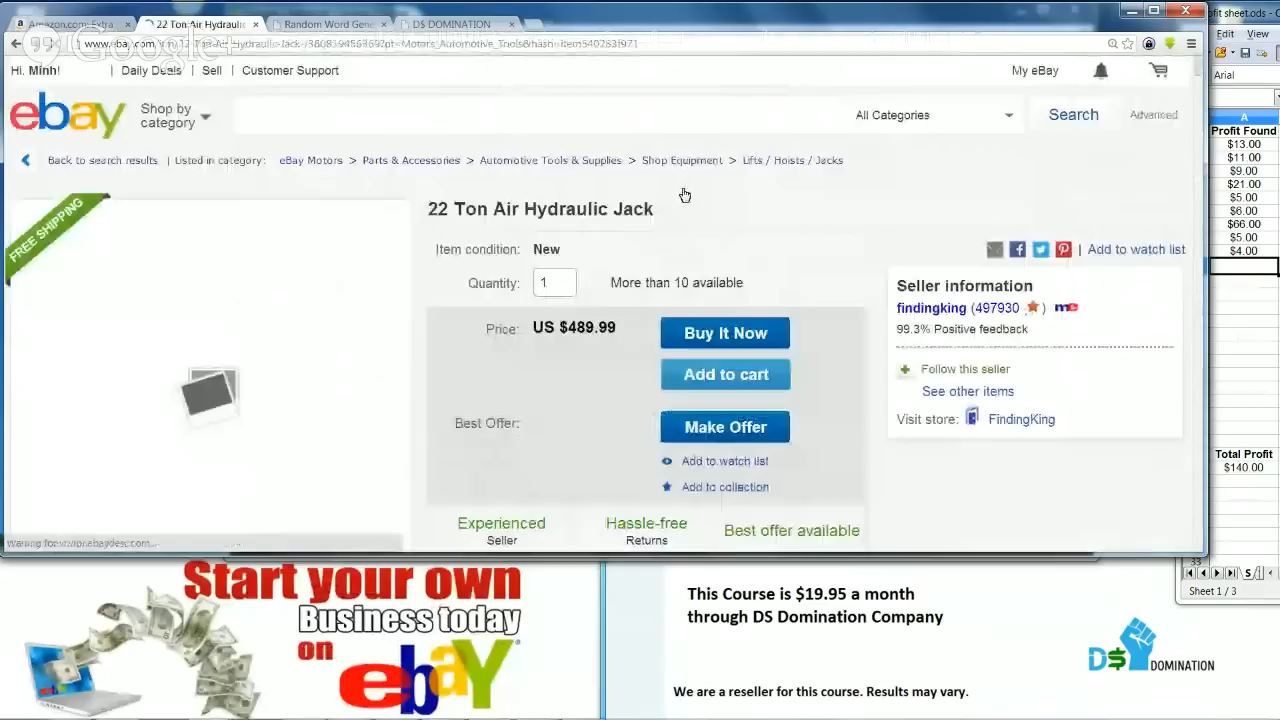 Amazon.com: Extra
22 Ton Air Hydraulic
Random Word Gene
DS DOMINATION
Google+
Hi, Minh!
Daily Deals
Sell
Customer Support
My eBay
ebay
Shop by category
All Categories
Search
Advanced
Back to search results | Listed in category: eBay Motors > Parts & Accessories > Automotive Tools & Supplies > Shop Equipment > Lifts / Hoists / Jacks
FREE SHIPPING
22 Ton Air Hydraulic Jack
Item condition: New
Quantity: 1 More than 10 available
Price: US $489.99
Buy It Now
Add to cart
Best Offer:
Make Offer
Add to watch list
Add to collection
Experienced
Seller
Hassle-free
Returns
Best offer available
| Add to watch list
Seller information
findingking (497930 ) me
99.3% Positive feedback
Follow this seller
See other items
Visit store: FindingKing
fit sheet.ods - O
Edit View
Arial
A
Profit Found
$13.00
$11.00
$9.00
$21.00
$5.00
$6.00
$66.00
$5.00
$4.00
Total Profit
$140.00
33
Sheet 1 / 3
Start your own
Business today
on ebaY
This Course is $19.95 a month
through DS Domination Company
D$ DOMINATION
We are a reseller for this course. Results may vary.